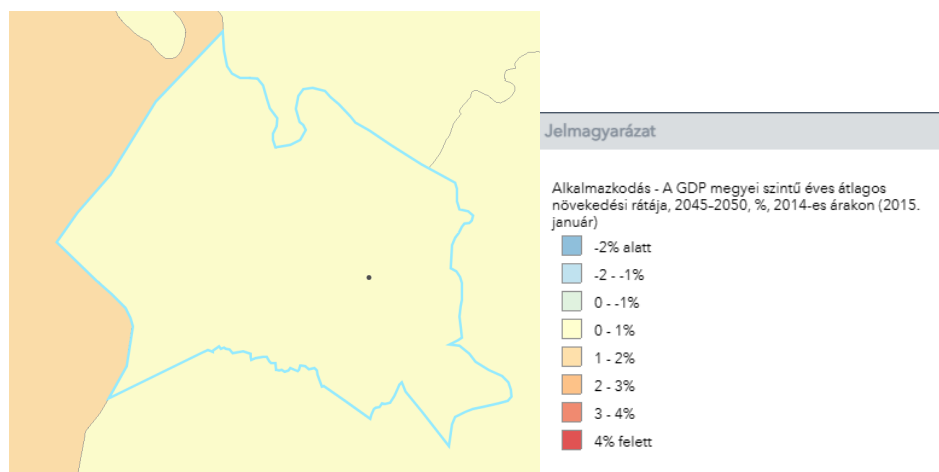 Jelmagyarázat
Alkalmazkodás - A GDP megyei szintű éves átlagos
növekedési rátája, 2045-2050, %, 2014-es árakon (2015.
január)
-2% alatt
-2 - -1%
0 - -1%
0 - 1%
1 - 2%
2 - 3%
3 - 4%
4% felett